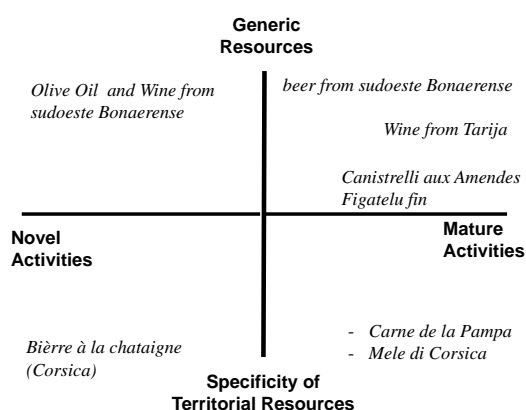 Generic
Resources
Olive Oil and Wine from
sudoeste Bonaerense
beer from sudoeste Bonaerense
Wine from Tarija
Canistrelli aux Amendes
Figatelu fin
Novel
Activities
Mature
Activities
Bièrre à la chataigne
(Corsica)
- Carne de la Pampa
- Mele di Corsica
Specificity of
Territorial Resources